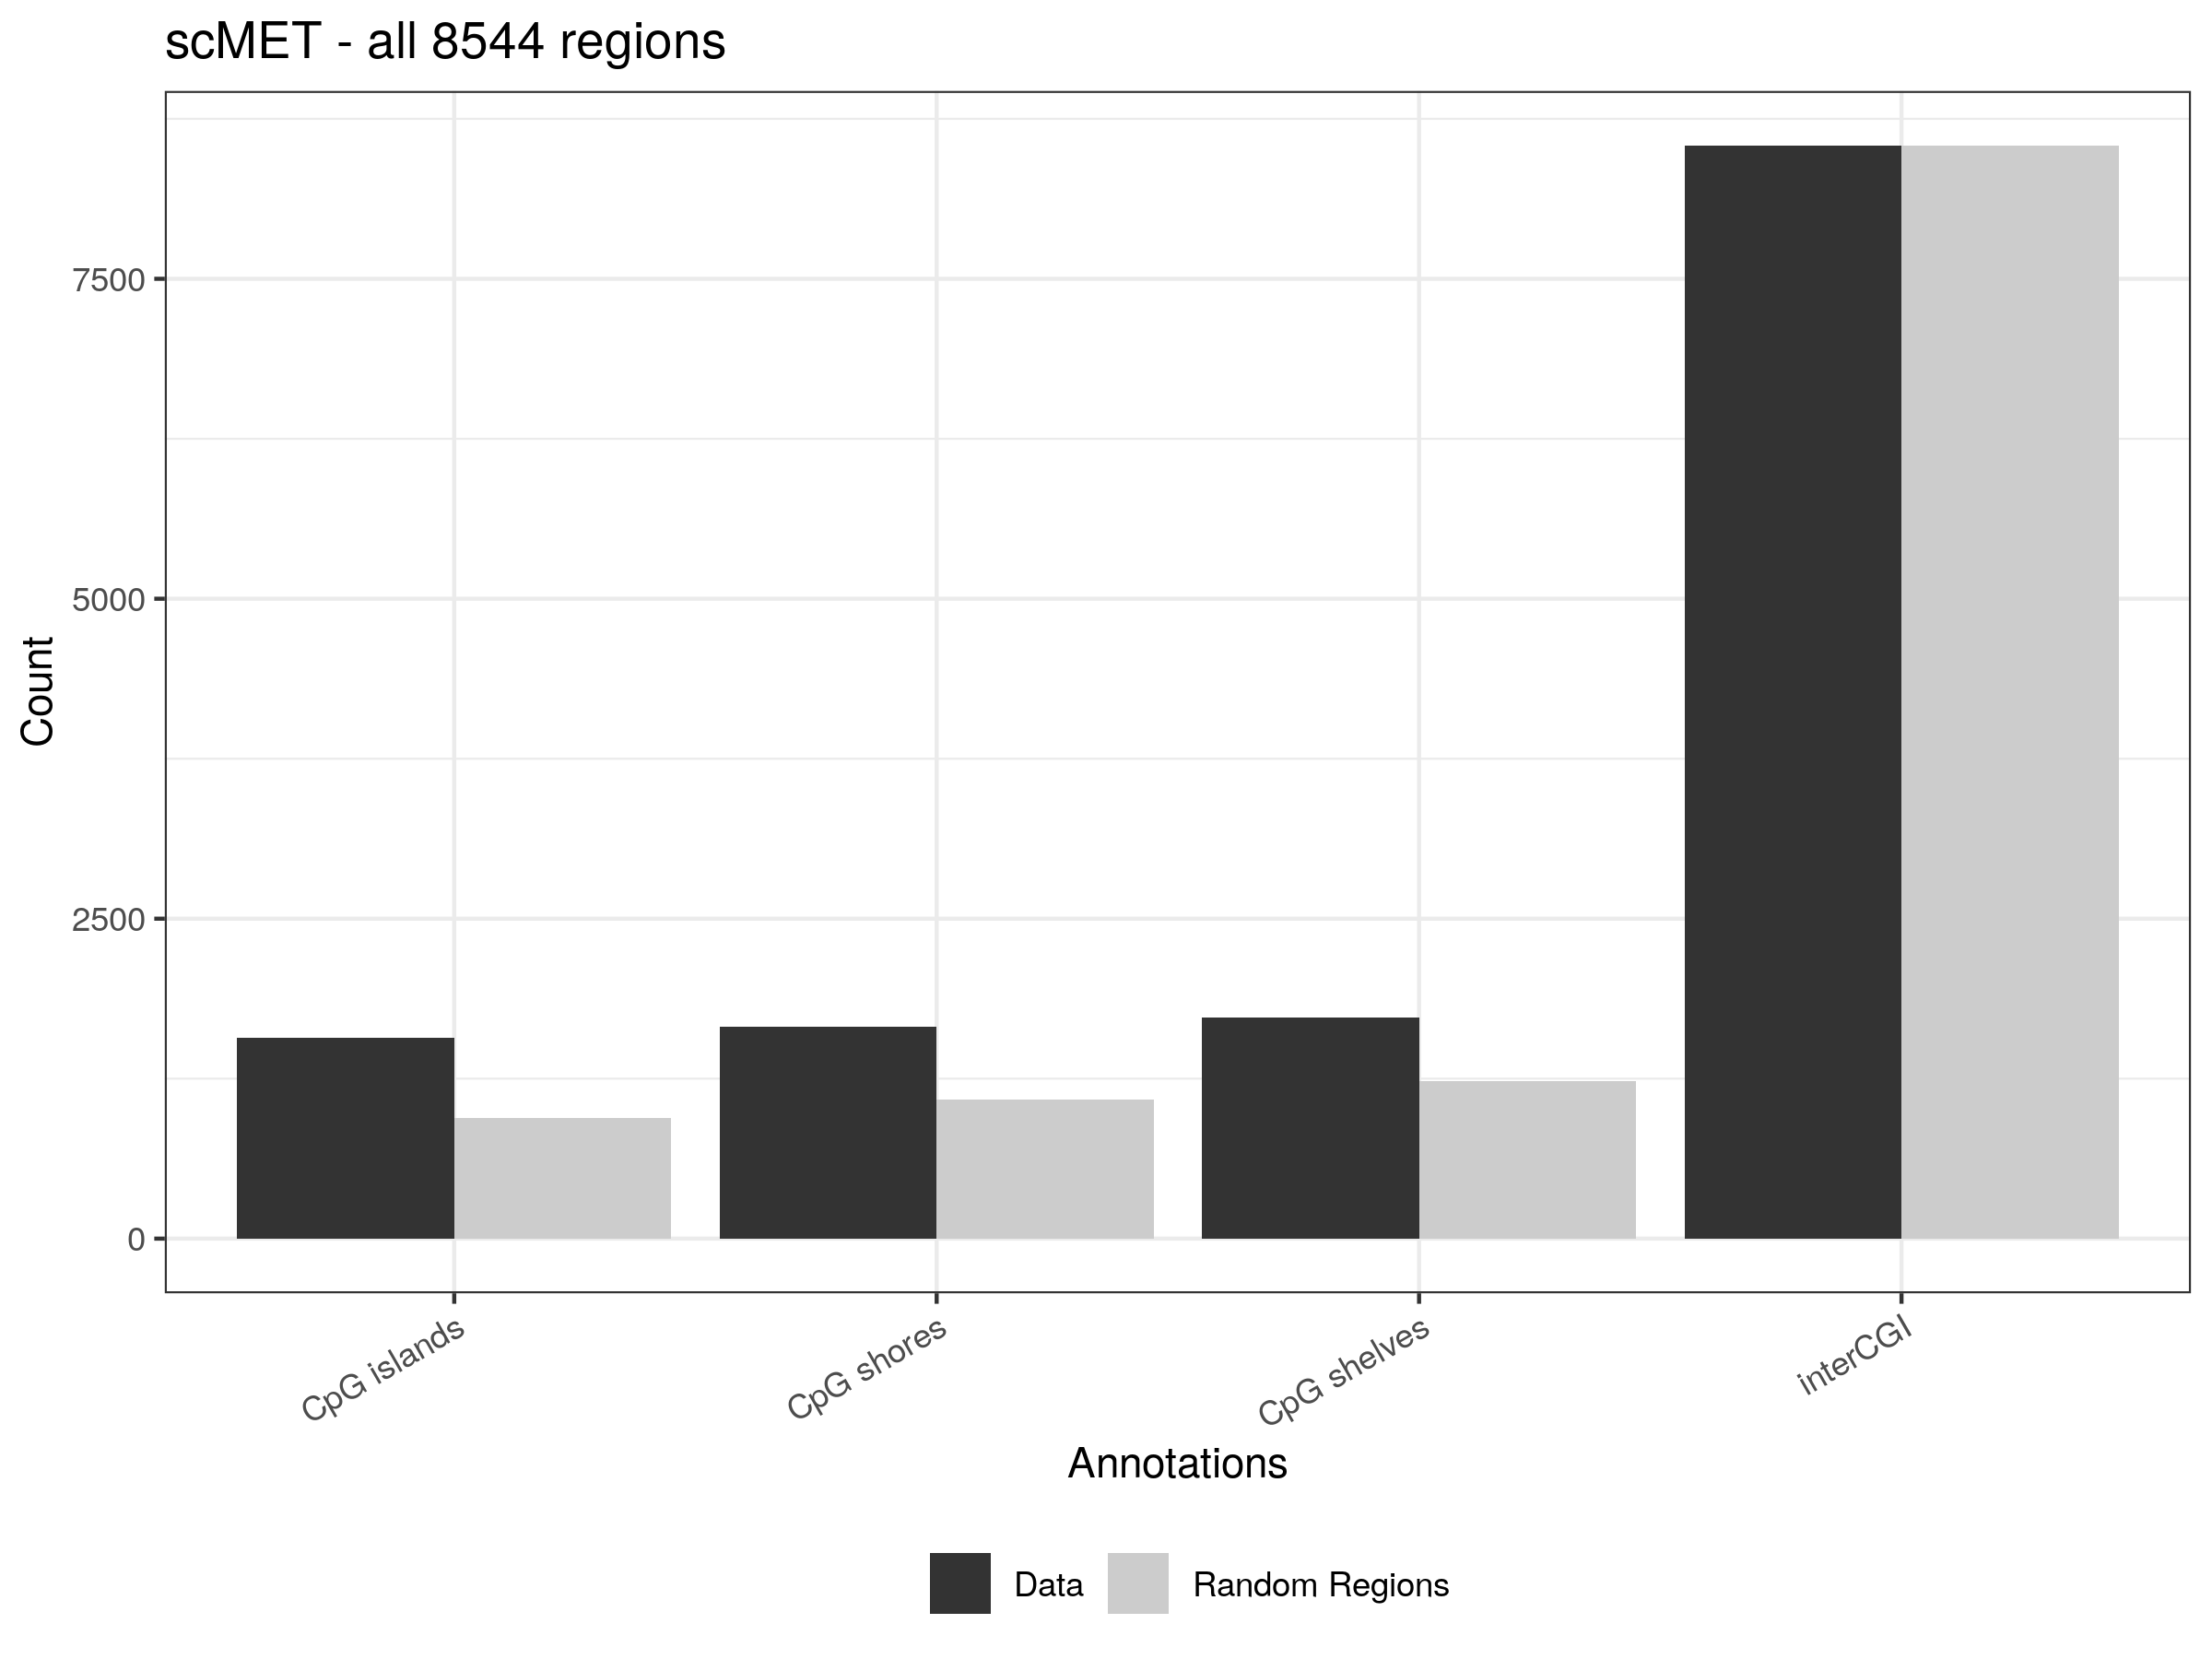 scMET - all 8544 regions
Count
7500
5000
2500
0
CpG islands
CpG shores
CpG shelves
interCGI
Annotations
Data
Random Regions